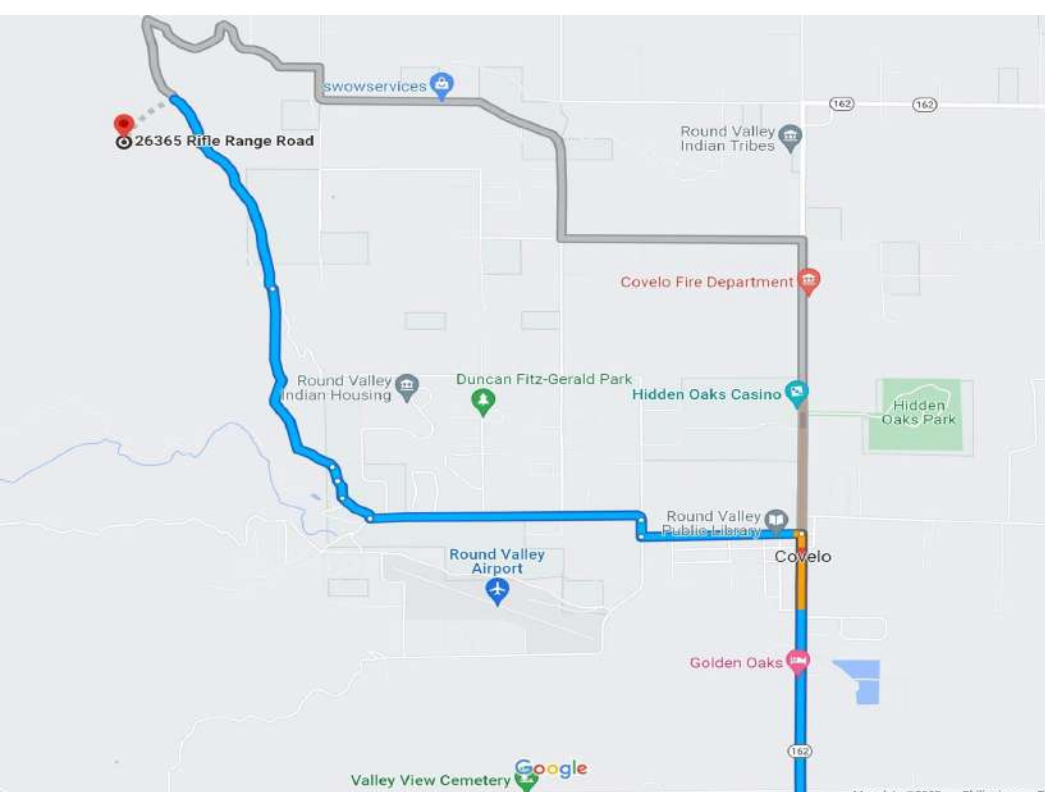 swowservices
162
162
Round Valley
Indian Tribes
26365 Rifle Range Road
Covelo Fire Department
Round Valley
Indian Housing
Duncan Fitz-Gerald Park
Hidden Oaks Casino
Hidden
Oaks Park
Round Valley
Public Library
Covelo
Round Valley
Airport
Golden Oaks
162
Google
Valley View Cemetery